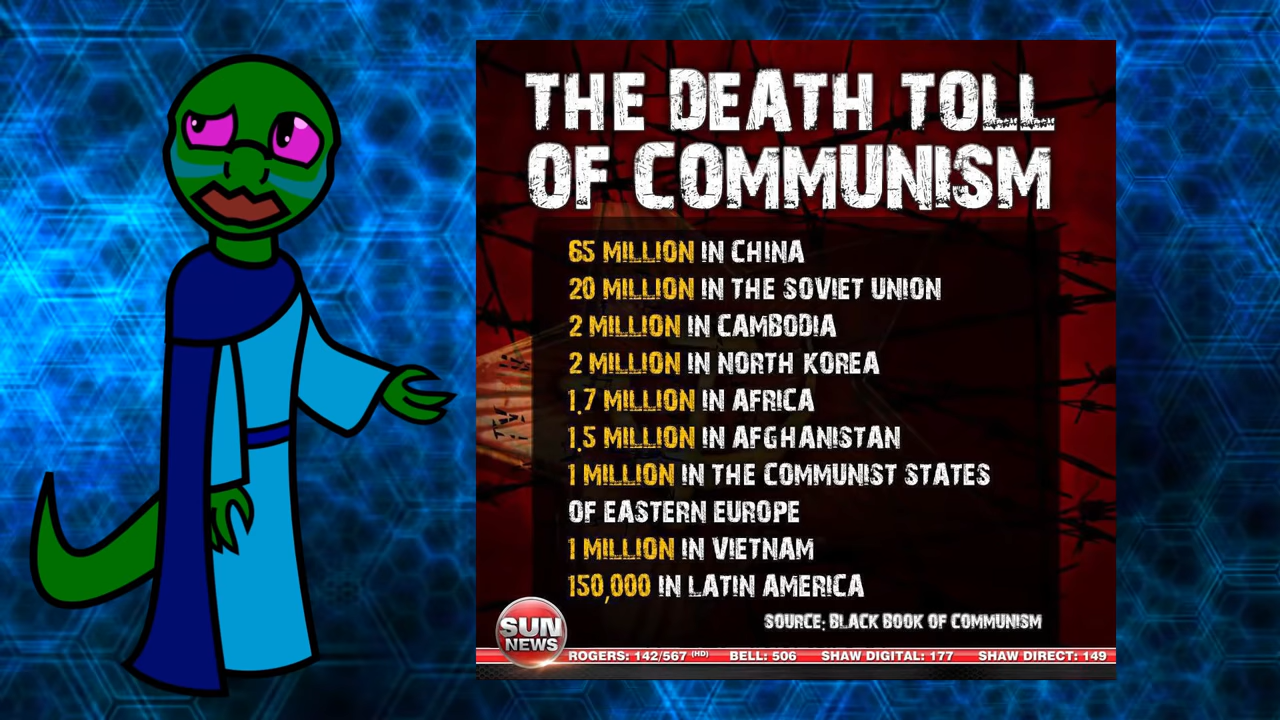 THE DEATH TOLL
OF COMMUNISM
65 MILLION IN CHINA
20 MILLION IN THE SOVIET UNION
2 MILLION IN CAMBODIA
2 MILLION IN NORTH KOREA
1.7 MILLION IN AFRICA
1.5 MILLION IN AFGHANISTAN
1 MILLION IN THE COMMUNIST STATES
OF EASTERN EUROPE
1 MILLION IN VIETNAM
150,000 IN LATIN AMERICA
SOURCE: BLACK BOOK OF COMMUNISM
SUN
NEWS
ROGERS: 142/567 (HD) BELL: 506 SHAW DIGITAL: 177 SHAW DIRECT: 149